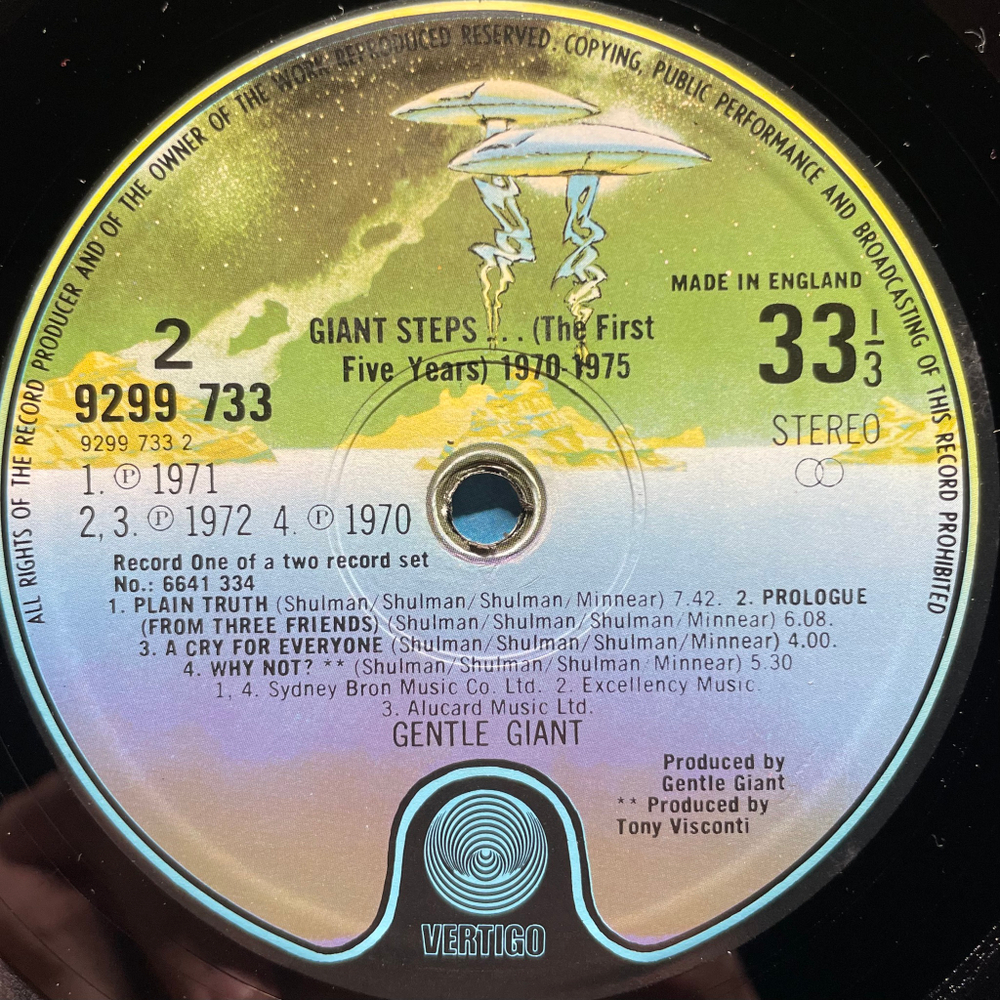 ALL RIGHTS OF THE RECORD PRODUCER AND OF THE OWNER OF THE WORK REPRODUCED RESERVED. COPYING, PUBLIC PERFORMANCE AND BROADCASTING OF THIS RECORD PROHIBITED
MADE IN ENGLAND
2
GIANT STEPS... (The First
Five Years) 1970-1975
33 1/3
9299 733
9299 733 2
STEREO
1. ℗ 1971
2, 3. ℗ 1972 4. ℗ 1970
Record One of a two record set
No.: 6641 334
1. PLAIN TRUTH (Shulman/Shulman/Shulman/Minnear) 7.42. 2. PROLOGUE
(FROM THREE FRIENDS) (Shulman/Shulman/Shulman/Minnear) 6.08.
3. A CRY FOR EVERYONE (Shulman/Shulman/Shulman/Minnear) 4.00.
4. WHY NOT? ** (Shulman/Shulman/Shulman/Minnear) 5.30
1, 4. Sydney Bron Music Co. Ltd. 2. Excellency Music.
3. Alucard Music Ltd.
GENTLE GIANT
Produced by
Gentle Giant
** Produced by
Tony Visconti
VERTIGO